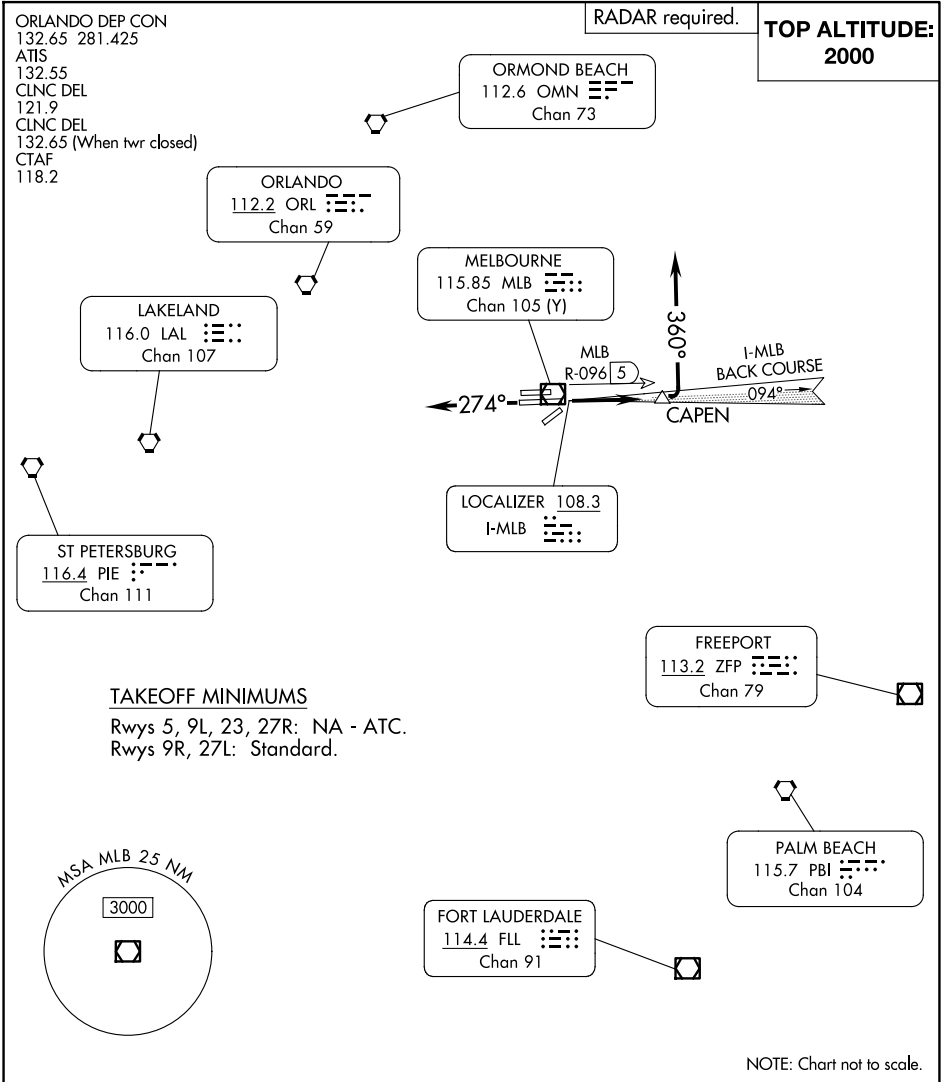 ORLANDO DEP CON
132.65 281.425
ATIS
132.55
CLNC DEL
121.9
CLNC DEL
132.65 (When twr closed)
CTAF
118.2
RADAR required.
TOP ALTITUDE:
2000
ORMOND BEACH
112.6 OMN
Chan 73
ORLANDO
112.2 ORL
Chan 59
MELBOURNE
115.85 MLB
Chan 105 (Y)
LAKELAND
116.0 LAL
Chan 107
360°
MLB
R-096 5
I-MLB
BACK COURSE
094°
274°
CAPEN
LOCALIZER 108.3
I-MLB
ST PETERSBURG
116.4 PIE
Chan 111
FREEPORT
113.2 ZFP
Chan 79
TAKEOFF MINIMUMS
Rwys 5, 9L, 23, 27R: NA - ATC.
Rwys 9R, 27L: Standard.
PALM BEACH
115.7 PBI
Chan 104
MSA MLB 25 NM
3000
FORT LAUDERDALE
114.4 FLL
Chan 91
NOTE: Chart not to scale.